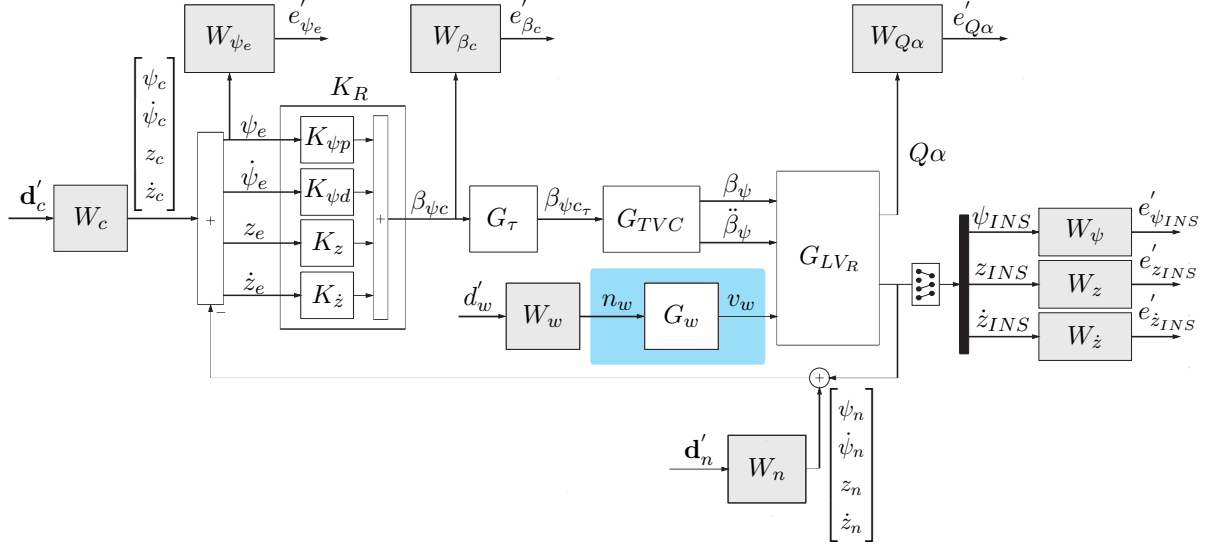 W_{ψ_e}
e'_{ψ_e}
W_{β_c}
e'_{β_c}
W_{Qα}
e'_{Qα}
ψ_c
ψ̇_c
z_c
ż_c
K_R
d'_c
W_c
+
−
ψ_e
K_{ψp}
ψ̇_e
K_{ψd}
z_e
K_z
ż_e
K_ż
+
β_{ψc}
G_τ
β_{ψc_τ}
G_{TVC}
β_ψ
β̈_ψ
G_{LV_R}
Qα
d'_w
W_w
n_w
G_w
v_w
ψ_{INS}
W_ψ
e'_{ψ_{INS}}
z_{INS}
W_z
e'_{z_{INS}}
ż_{INS}
W_ż
e'_{ż_{INS}}
+
d'_n
W_n
ψ_n
ψ̇_n
z_n
ż_n